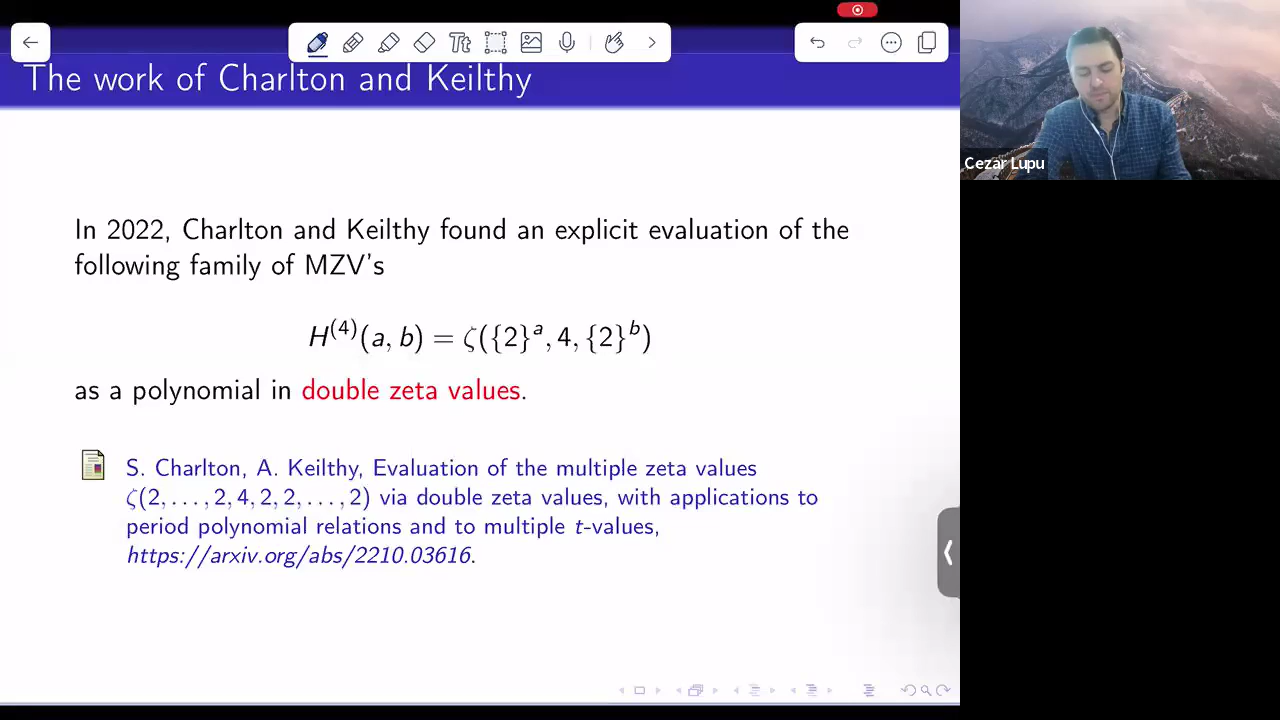 Tt
The work of Charlton and Keilthy
Cezar Lupu
In 2022, Charlton and Keilthy found an explicit evaluation of the
following family of MZV's
H^(4)(a, b) = ζ({2}^a, 4, {2}^b)
as a polynomial in double zeta values.
S. Charlton, A. Keilthy, Evaluation of the multiple zeta values
ζ(2, . . . , 2, 4, 2, 2, . . . , 2) via double zeta values, with applications to
period polynomial relations and to multiple t-values,
https://arxiv.org/abs/2210.03616.